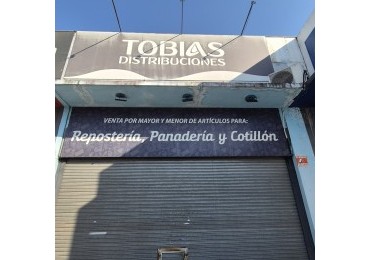 TOBIAS
DISTRIBUCIONES
VENTA POR MAYOR Y MENOR DE ARTÍCULOS PARA:
Repostería, Panadería y Cotillón